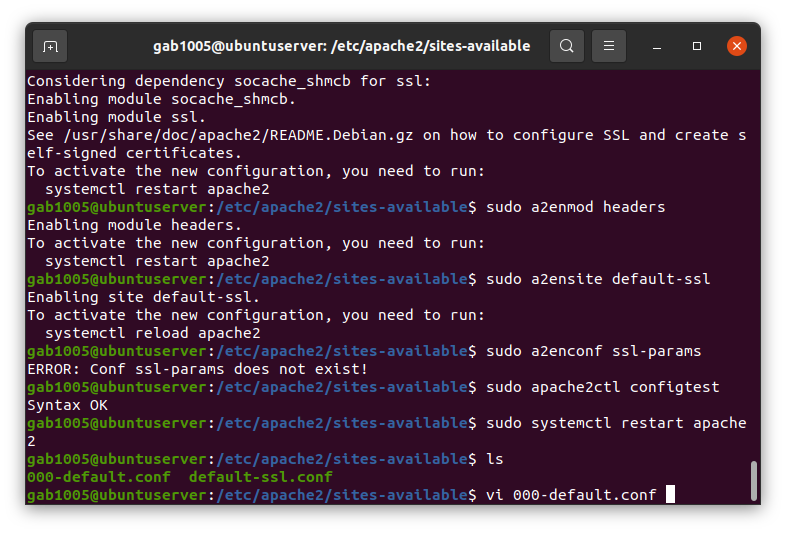 gab1005@ubuntuserver: /etc/apache2/sites-available
Considering dependency socache_shmcb for ssl:
Enabling module socache_shmcb.
Enabling module ssl.
See /usr/share/doc/apache2/README.Debian.gz on how to configure SSL and create s
elf-signed certificates.
To activate the new configuration, you need to run:
  systemctl restart apache2
gab1005@ubuntuserver:/etc/apache2/sites-available$ sudo a2enmod headers
Enabling module headers.
To activate the new configuration, you need to run:
  systemctl restart apache2
gab1005@ubuntuserver:/etc/apache2/sites-available$ sudo a2ensite default-ssl
Enabling site default-ssl.
To activate the new configuration, you need to run:
  systemctl reload apache2
gab1005@ubuntuserver:/etc/apache2/sites-available$ sudo a2enconf ssl-params
ERROR: Conf ssl-params does not exist!
gab1005@ubuntuserver:/etc/apache2/sites-available$ sudo apache2ctl configtest
Syntax OK
gab1005@ubuntuserver:/etc/apache2/sites-available$ sudo systemctl restart apache
2
gab1005@ubuntuserver:/etc/apache2/sites-available$ ls
000-default.conf  default-ssl.conf
gab1005@ubuntuserver:/etc/apache2/sites-available$ vi 000-default.conf